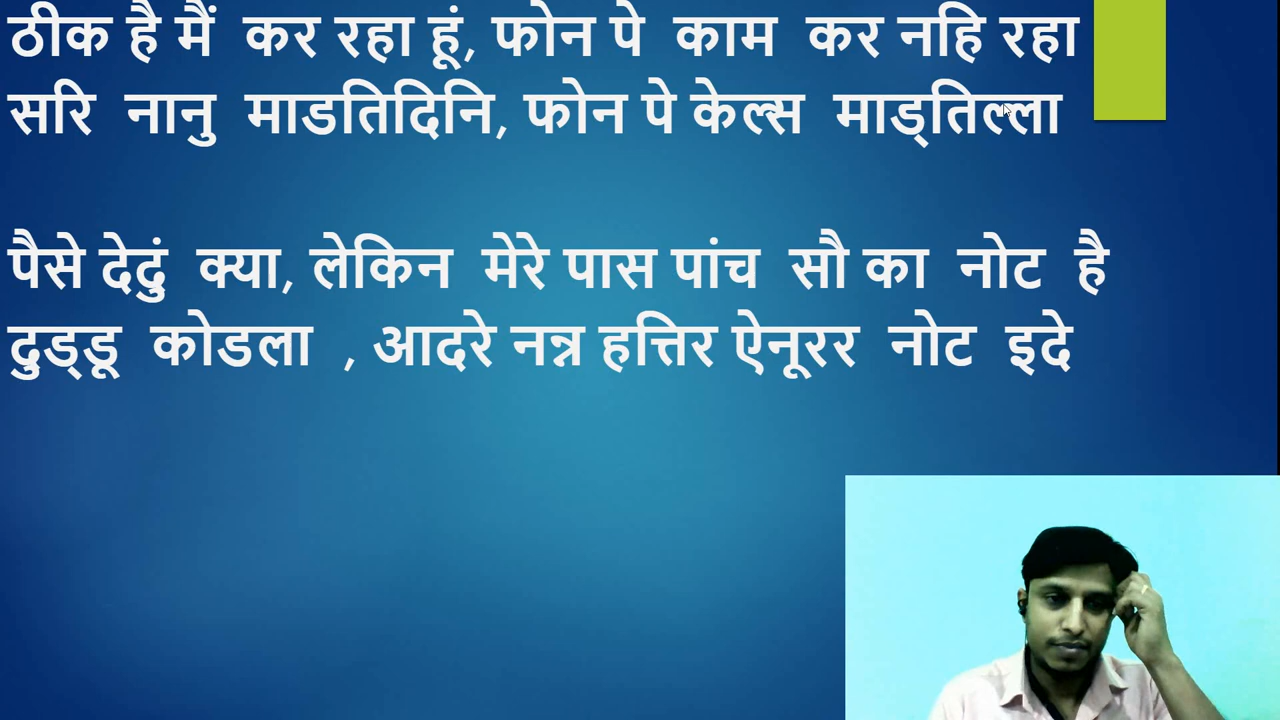 ठीक है मैं कर रहा हूं, फोन पे काम कर नहि रहा
सरि नानु माडतिदिनि, फोन पे केल्स माड्तिल्ला
पैसे देदुं क्या, लेकिन मेरे पास पांच सौ का नोट है
दुड्डू कोडला , आदरे नन्न हत्तिर ऐनूरर नोट इदे